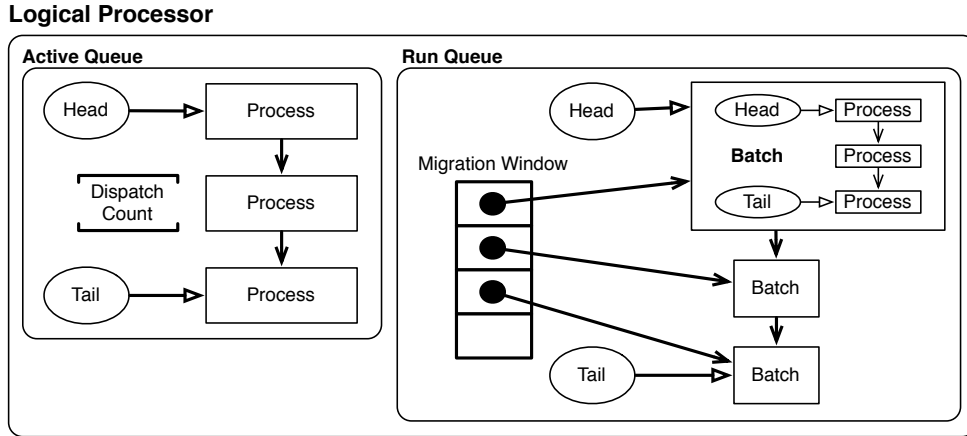 Logical Processor
Active Queue
Head
Process
Dispatch
Count
Process
Tail
Process
Run Queue
Head
Head
Process
Batch
Process
Tail
Process
Migration Window
Batch
Tail
Batch